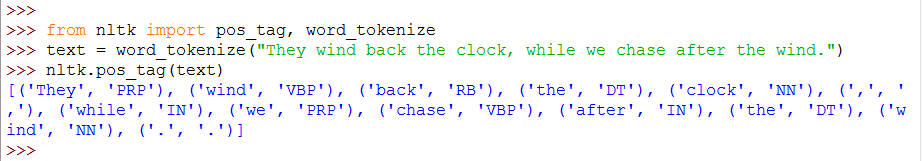 >>>
>>> from nltk import pos_tag, word_tokenize
>>> text = word_tokenize("They wind back the clock, while we chase after the wind.")
>>> nltk.pos_tag(text)
[('They', 'PRP'), ('wind', 'VBP'), ('back', 'RB'), ('the', 'DT'), ('clock', 'NN'), (',', '
,'), ('while', 'IN'), ('we', 'PRP'), ('chase', 'VBP'), ('after', 'IN'), ('the', 'DT'), ('w
ind', 'NN'), ('.', '.')]
>>>